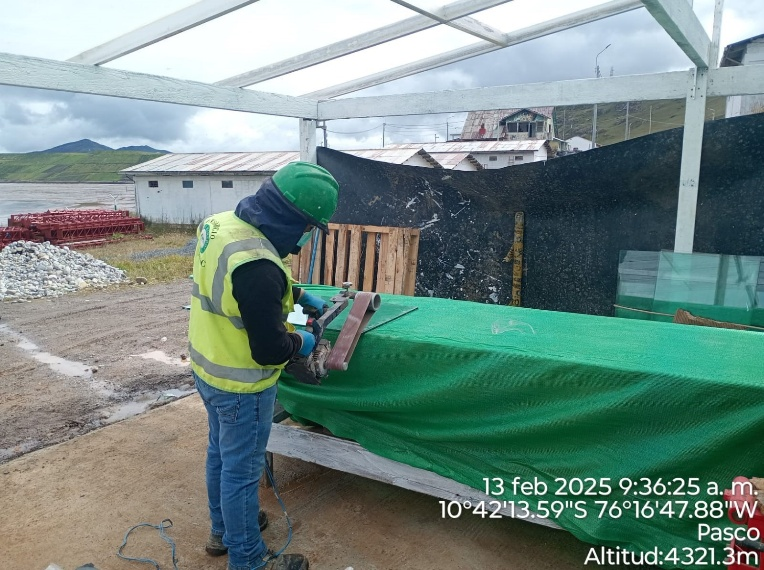 13 feb 2025 9:36:25 a. m.
10°42'13.59"S 76°16'47.88"W
Pasco
Altitud:4321.3m